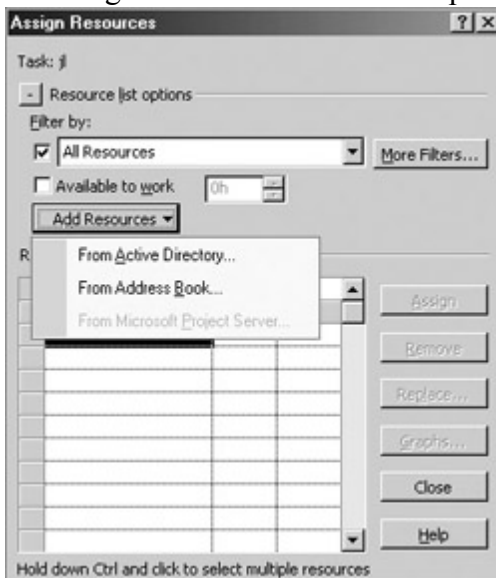 Assign Resources ? ×
Task: jl
- Resource list options
Filter by:
All Resources More Filters...
Available to work 0h
Add Resources
From Active Directory...
R
From Address Book...
Assign
From Microsoft Project Server...
Remove
Replace...
Graphs...
Close
Help
Hold down Ctrl and click to select multiple resources